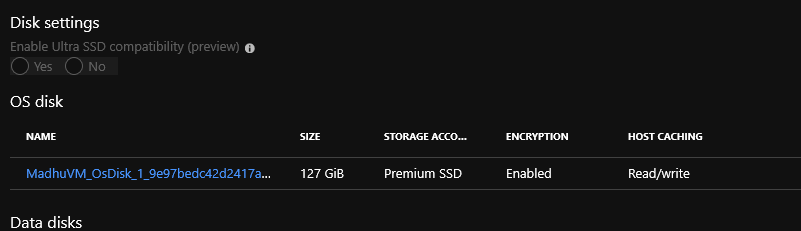 Disk settings
Enable Ultra SSD compatibility (preview)
Yes No
OS disk
NAME SIZE STORAGE ACCO... ENCRYPTION HOST CACHING
MadhuVM_OsDisk_1_9e97bedc42d2417a... 127 GiB Premium SSD Enabled Read/write
Data disks